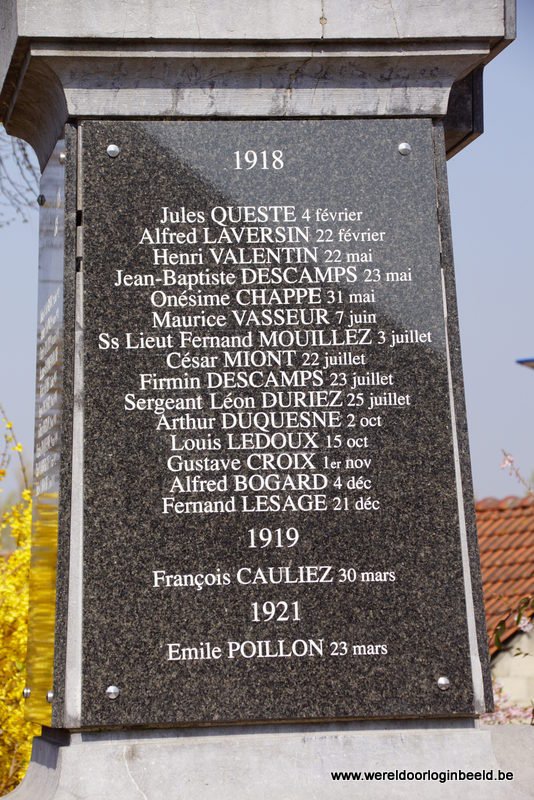 1918
Jules QUESTE 4 février
Alfred LAVERSIN 22 février
Henri VALENTIN 22 mai
Jean-Baptiste DESCAMPS 23 mai
Onésime CHAPPE 31 mai
Maurice VASSEUR 7 juin
Ss Lieut Fernand MOUILLEZ 3 juillet
César MIONT 22 juillet
Firmin DESCAMPS 23 juillet
Sergeant Léon DURIEZ 25 juillet
Arthur DUQUESNE 2 oct
Louis LEDOUX 15 oct
Gustave CROIX 1er nov
Alfred BOGARD 4 déc
Fernand LESAGE 21 déc
1919
François CAULIEZ 30 mars
1921
Emile POILLON 23 mars
www.wereldoorloginbeeld.be